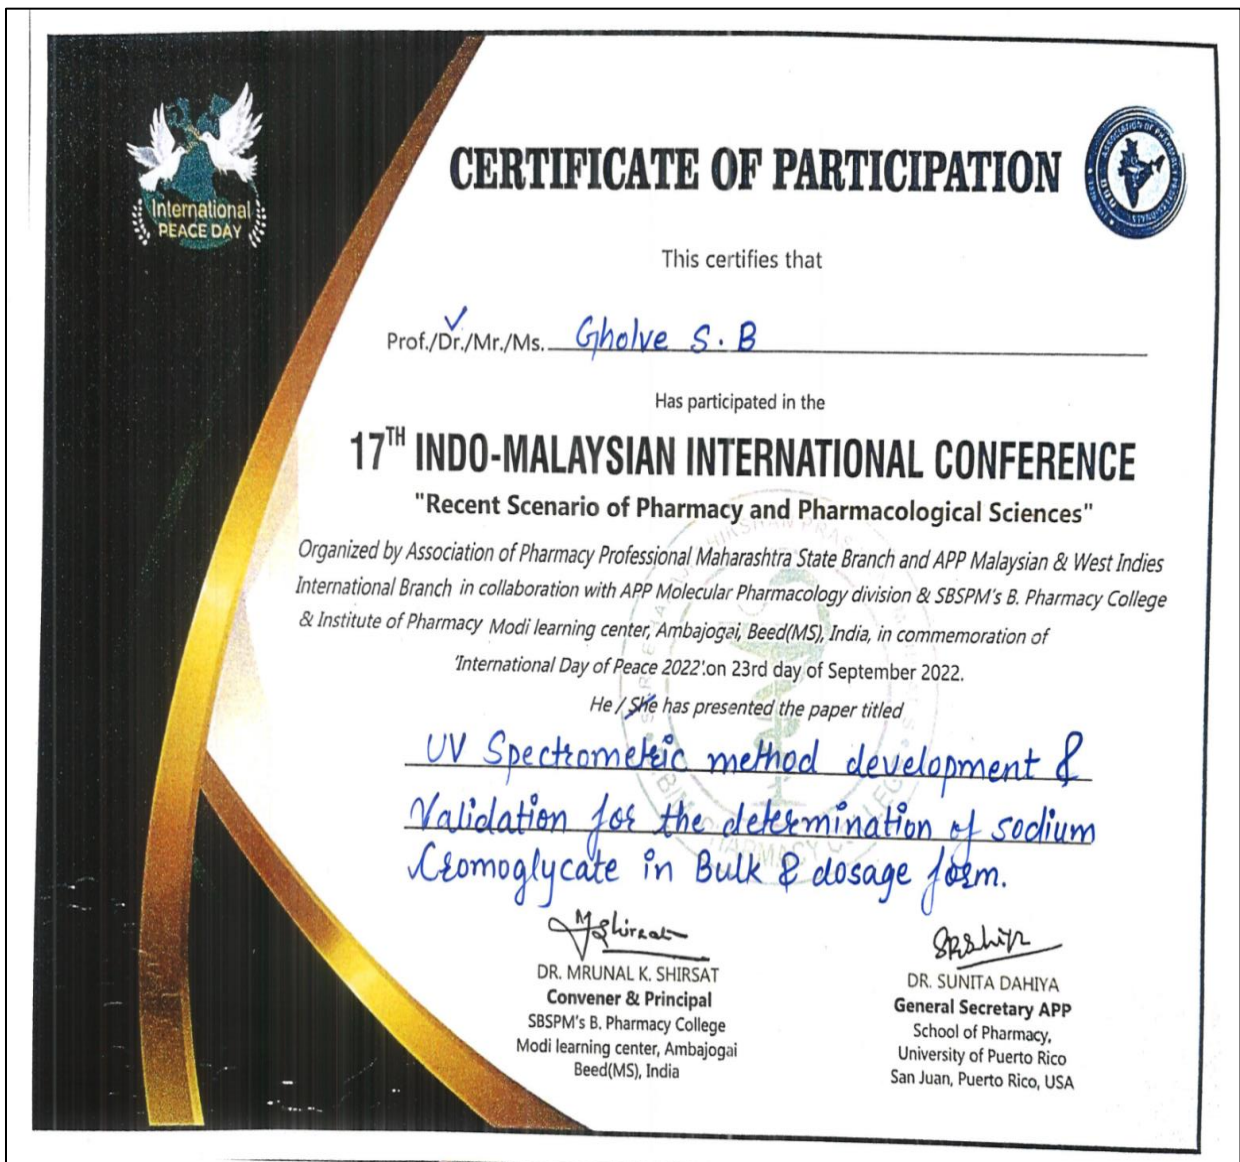 International
PEACE DAY
CERTIFICATE OF PARTICIPATION
This certifies that
Prof./Dr./Mr./Ms. Gholve S. B
Has participated in the
17TH INDO-MALAYSIAN INTERNATIONAL CONFERENCE
"Recent Scenario of Pharmacy and Pharmacological Sciences"
Organized by Association of Pharmacy Professional Maharashtra State Branch and APP Malaysian & West Indies
International Branch in collaboration with APP Molecular Pharmacology division & SBSPM's B. Pharmacy College
& Institute of Pharmacy Modi learning center, Ambajogai, Beed(MS), India, in commemoration of
'International Day of Peace 2022'.on 23rd day of September 2022.
He / She has presented the paper titled
UV Spectrometric method development &
Validation for the determination of sodium
Cromoglycate in Bulk & dosage form.
DR. MRUNAL K. SHIRSAT
Convener & Principal
SBSPM's B. Pharmacy College
Modi learning center, Ambajogai
Beed(MS), India
DR. SUNITA DAHIYA
General Secretary APP
School of Pharmacy,
University of Puerto Rico
San Juan, Puerto Rico, USA